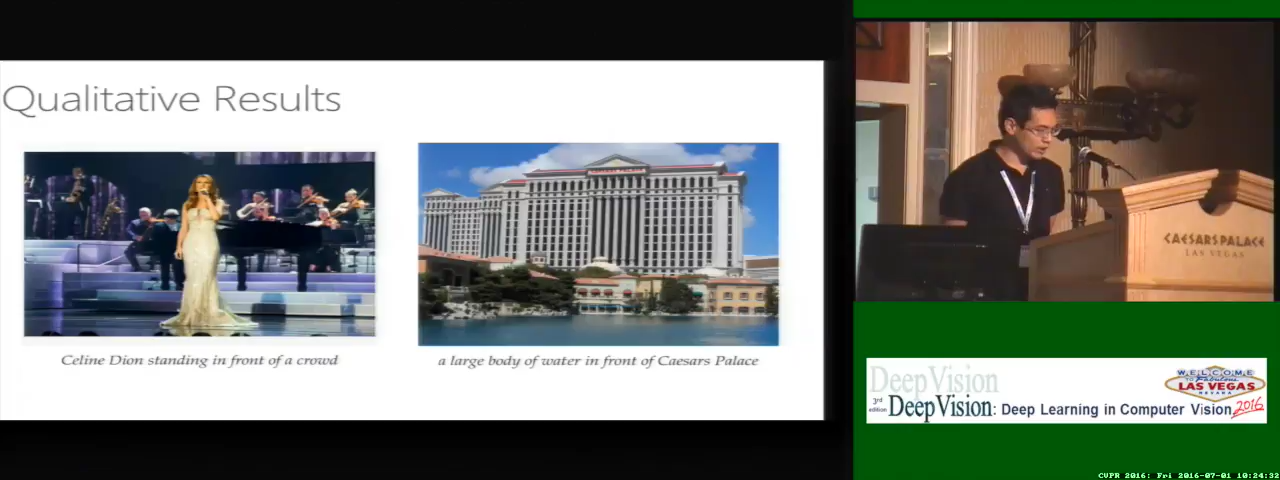 Qualitative Results
Celine Dion standing in front of a crowd
a large body of water in front of Caesars Palace
CAESARS PALACE
LAS VEGAS
DeepVision
3rd
edition
DeepVision: Deep Learning in Computer Vision 2016
WELCOME
TO Fabulous
LAS VEGAS
NEVADA
CVPR 2016: Fri 2016-07-01 10:24:32